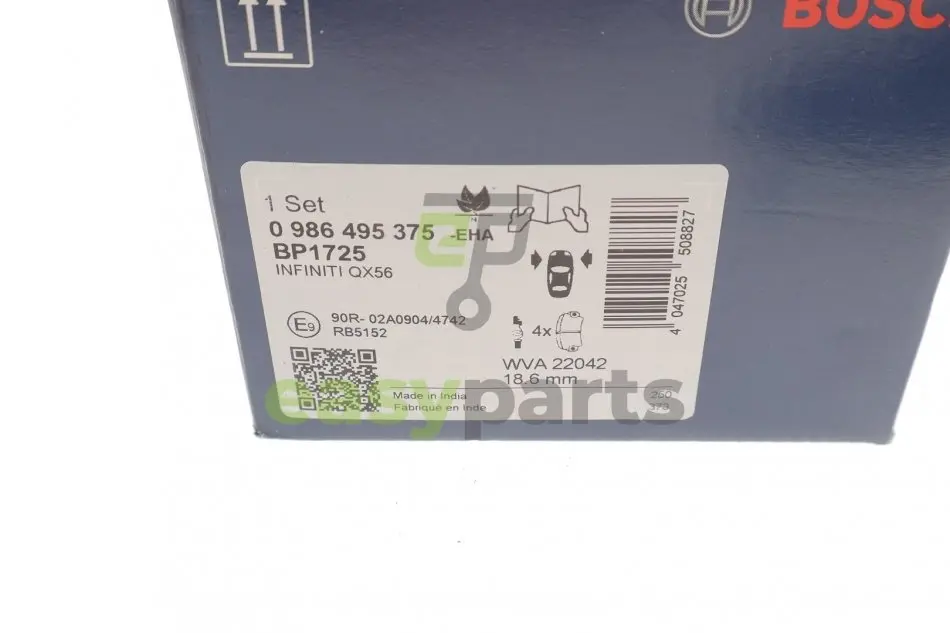 BOSC
1 Set
0 986 495 375 -EHA
BP1725
INFINITI QX56
E9
90R- 02A0904/4742
RB5152
4x
WVA 22042
18.6 mm
Made in India
Fabriqué en Inde
4 047025 508827
easyparts